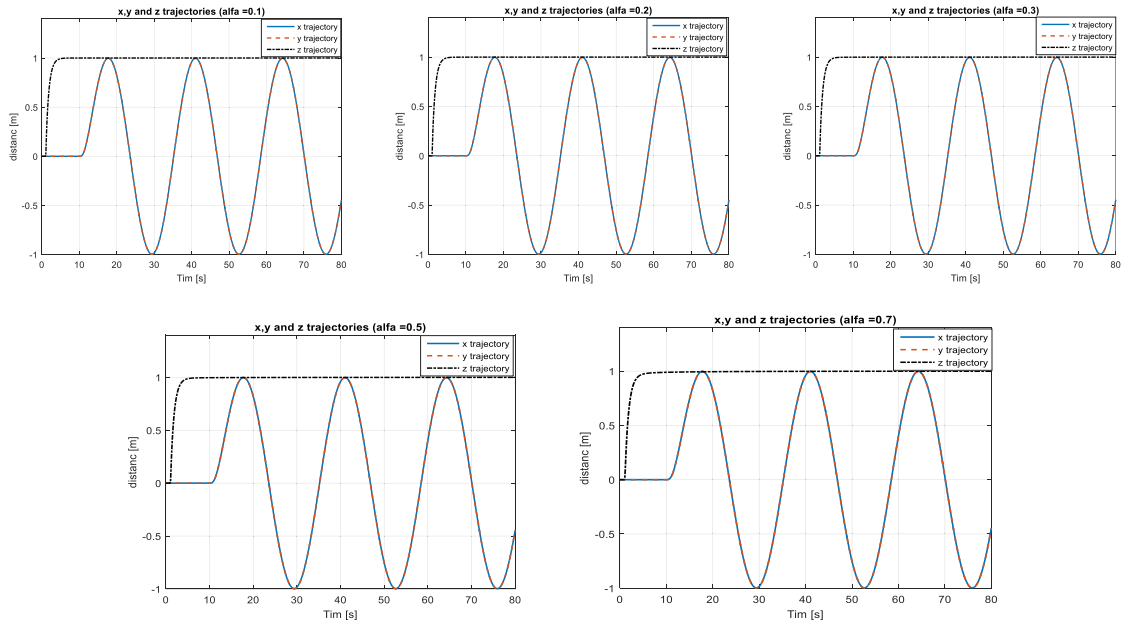 x,y and z trajectories (alfa =0.1)
x trajectory
y trajectory
z trajectory
distanc [m]
1
0.5
0
-0.5
-1
0 10 20 30 40 50 60 70 80
Tim [s]
x,y and z trajectories (alfa =0.2)
x trajectory
y trajectory
z trajectory
distanc [m]
1
0.5
0
-0.5
-1
0 10 20 30 40 50 60 70 80
Tim [s]
x,y and z trajectories (alfa =0.3)
x trajectory
y trajectory
z trajectory
distanc [m]
1
0.5
0
-0.5
-1
0 10 20 30 40 50 60 70 80
Tim [s]
x,y and z trajectories (alfa =0.5)
x trajectory
y trajectory
z trajectory
distanc [m]
1
0.5
0
-0.5
-1
0 10 20 30 40 50 60 70 80
Tim [s]
x,y and z trajectories (alfa =0.7)
x trajectory
y trajectory
z trajectory
distanc [m]
1
0.5
0
-0.5
-1
0 10 20 30 40 50 60 70 80
Tim [s]